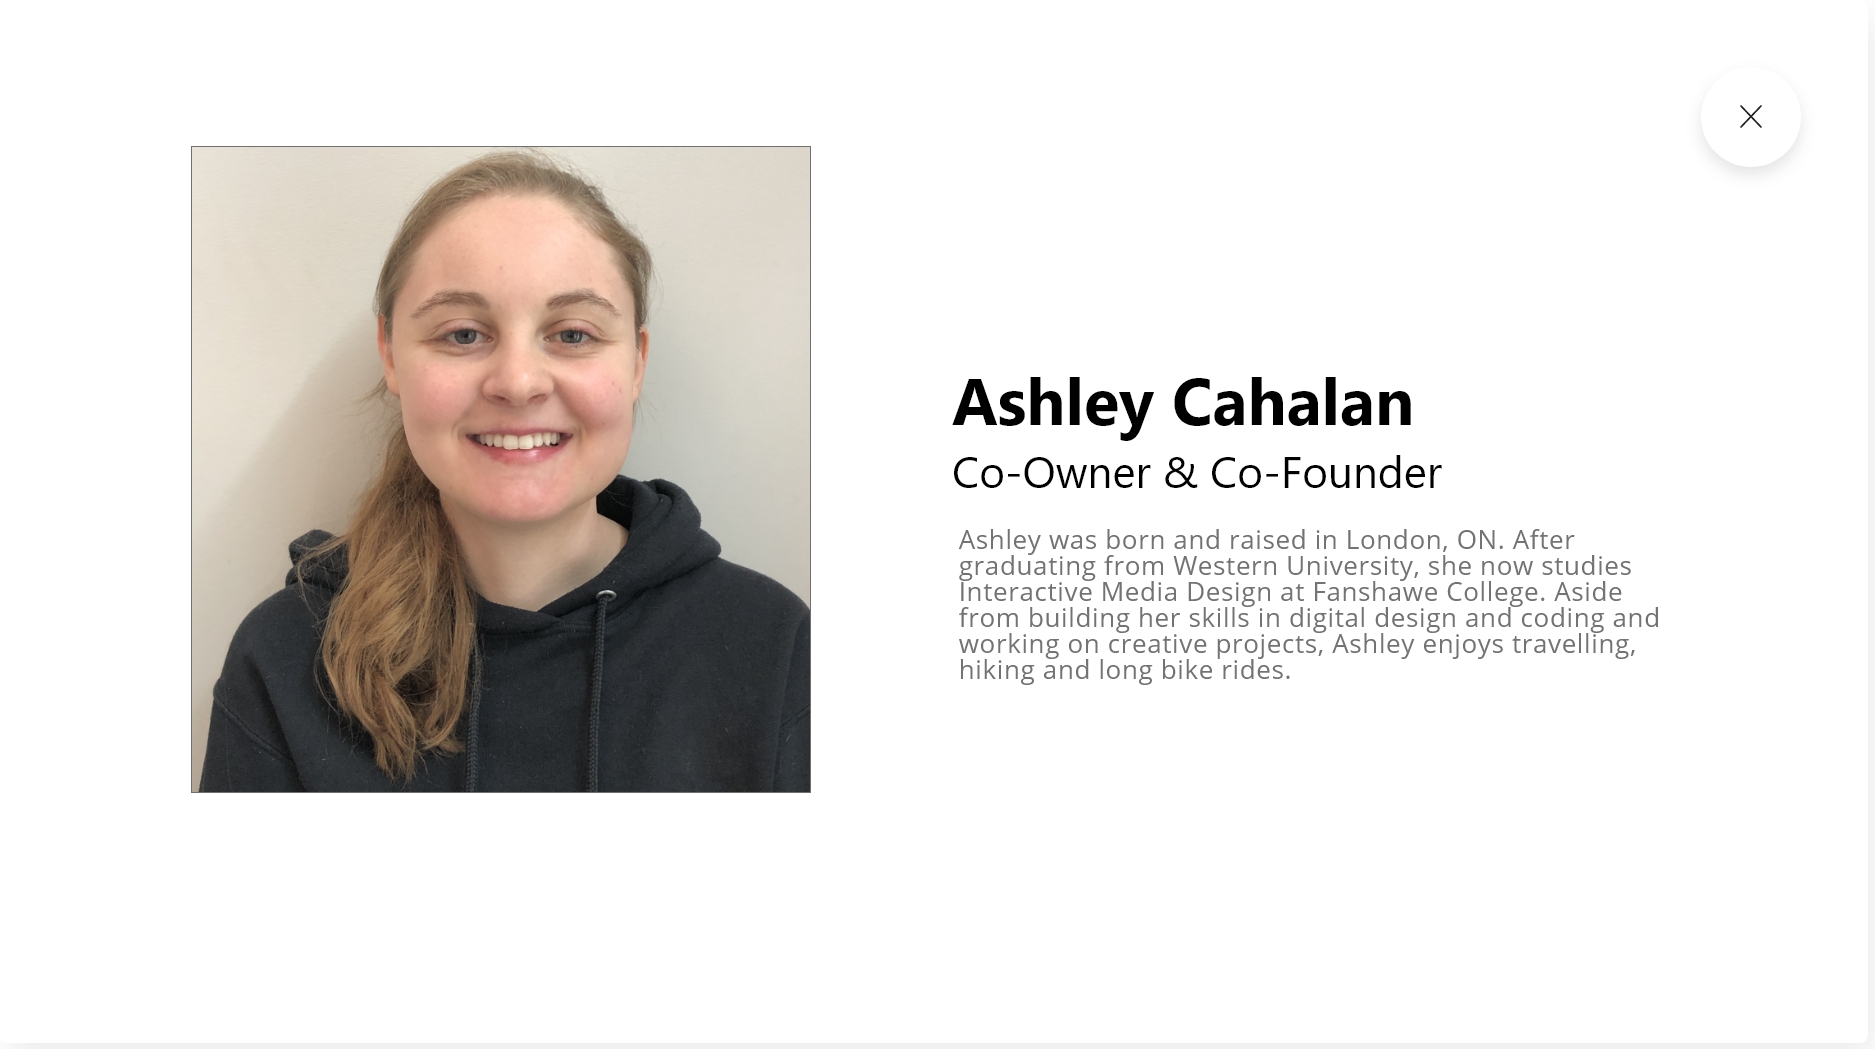 Ashley Cahalan
Co-Owner & Co-Founder
Ashley was born and raised in London, ON. After
graduating from Western University, she now studies
Interactive Media Design at Fanshawe College. Aside
from building her skills in digital design and coding and
working on creative projects, Ashley enjoys travelling,
hiking and long bike rides.